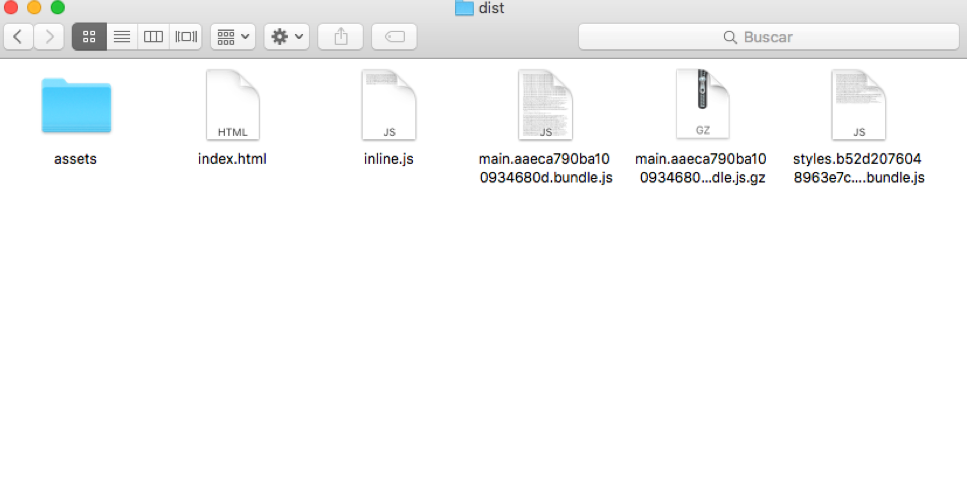 dist
Buscar
HTML
JS
JS
GZ
JS
assets
index.html
inline.js
main.aaeca790ba10
0934680d.bundle.js
main.aaeca790ba10
0934680...dle.js.gz
styles.b52d207604
8963e7c....bundle.js